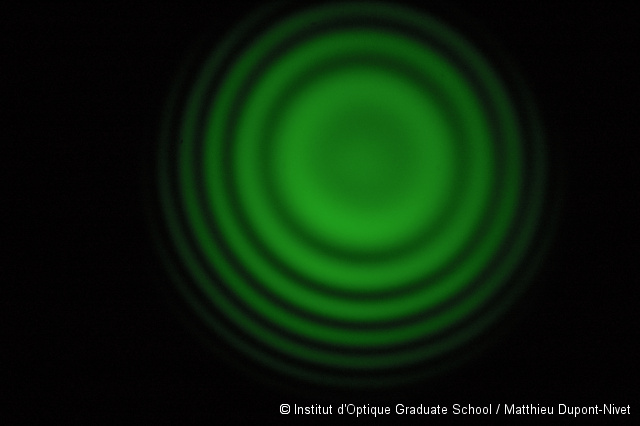 © Institut d'Optique Graduate School / Matthieu Dupont-Nivet